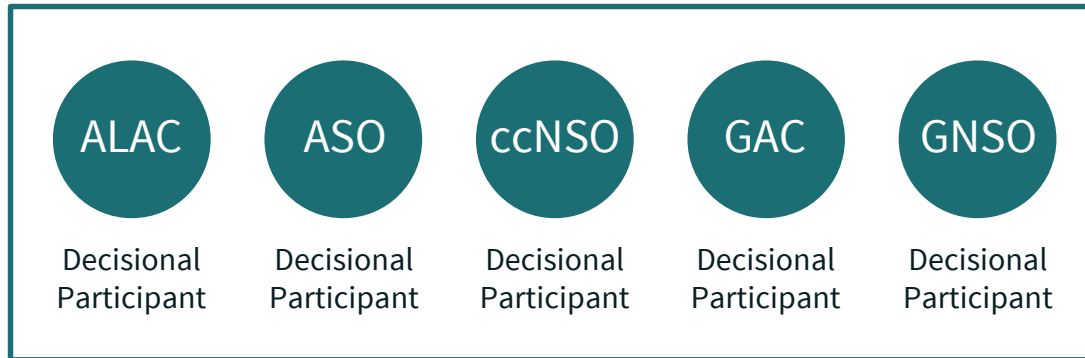 ALAC
ASO
ccNSO
GAC
GNSO
Decisional
Participant
Decisional
Participant
Decisional
Participant
Decisional
Participant
Decisional
Participant